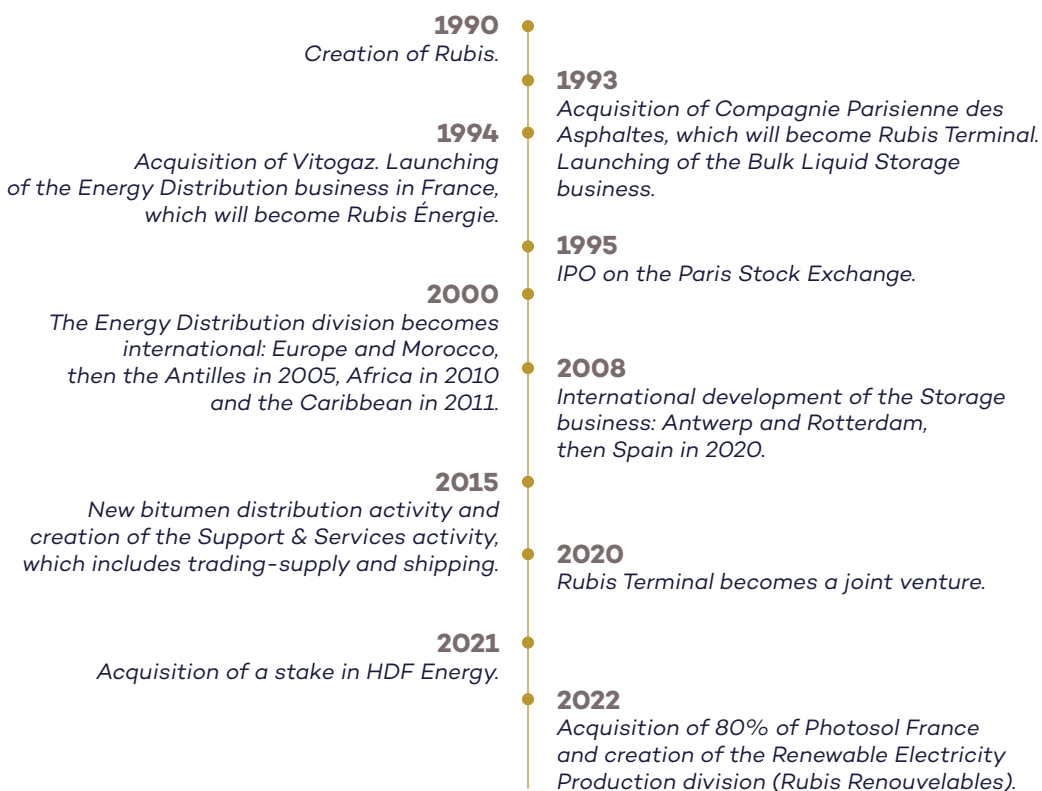 1990
Creation of Rubis.
1993
Acquisition of Compagnie Parisienne des
Asphaltes, which will become Rubis Terminal.
Launching of the Bulk Liquid Storage
business.
1994
Acquisition of Vitogaz. Launching
of the Energy Distribution business in France,
which will become Rubis Énergie.
1995
IPO on the Paris Stock Exchange.
2000
The Energy Distribution division becomes
international: Europe and Morocco,
then the Antilles in 2005, Africa in 2010
and the Caribbean in 2011.
2008
International development of the Storage
business: Antwerp and Rotterdam,
then Spain in 2020.
2015
New bitumen distribution activity and
creation of the Support & Services activity,
which includes trading-supply and shipping.
2020
Rubis Terminal becomes a joint venture.
2021
Acquisition of a stake in HDF Energy.
2022
Acquisition of 80% of Photosol France
and creation of the Renewable Electricity
Production division (Rubis Renouvelables).